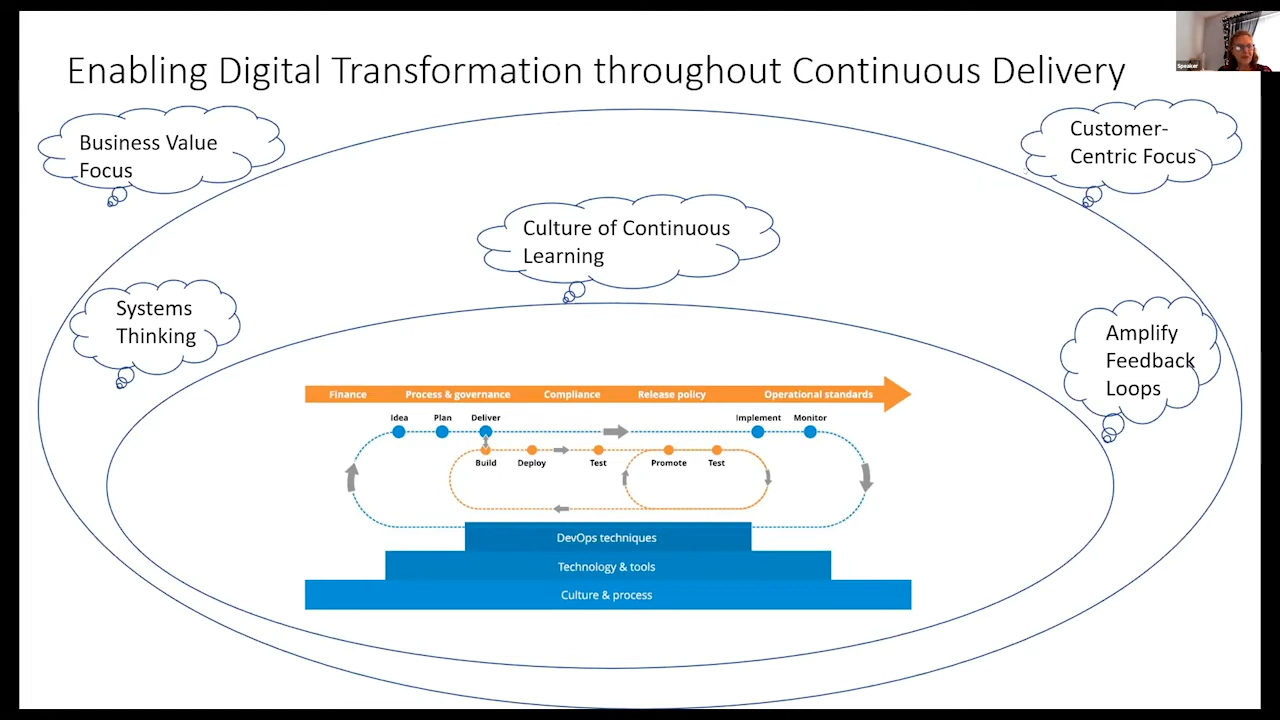 Enabling Digital Transformation throughout Continuous Delivery
Speaker
Business Value
Focus
Customer-
Centric Focus
Culture of Continuous
Learning
Systems
Thinking
Amplify
Feedback
Loops
Finance Process & governance Compliance Release policy Operational standards
Idea Plan Deliver Implement Monitor
Build Deploy Test Promote Test
DevOps techniques
Technology & tools
Culture & process